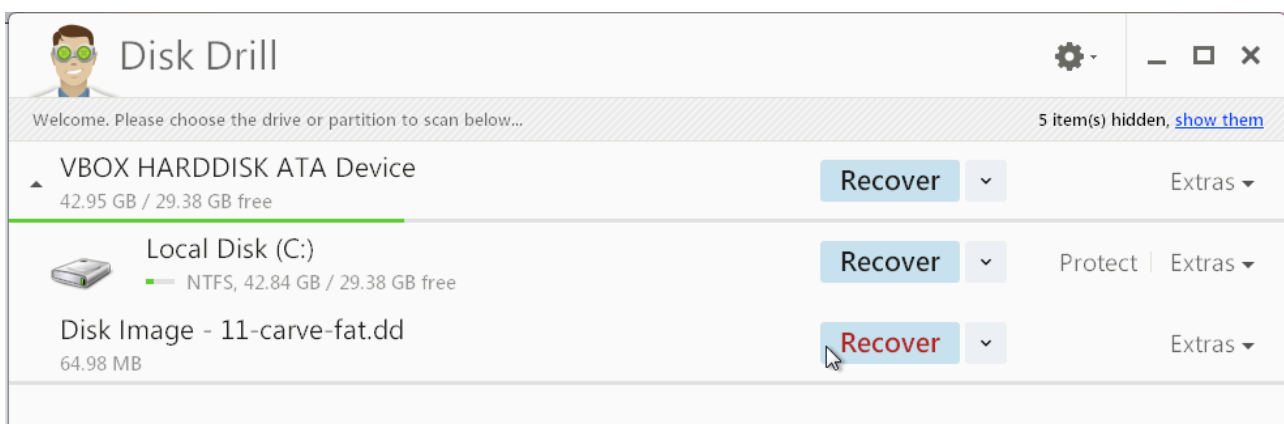 Disk Drill
Welcome. Please choose the drive or partition to scan below...
5 item(s) hidden, show them
VBOX HARDDISK ATA Device
42.95 GB / 29.38 GB free
Recover
Extras
Local Disk (C:)
NTFS, 42.84 GB / 29.38 GB free
Recover
Protect
Extras
Disk Image - 11-carve-fat.dd
64.98 MB
Recover
Extras